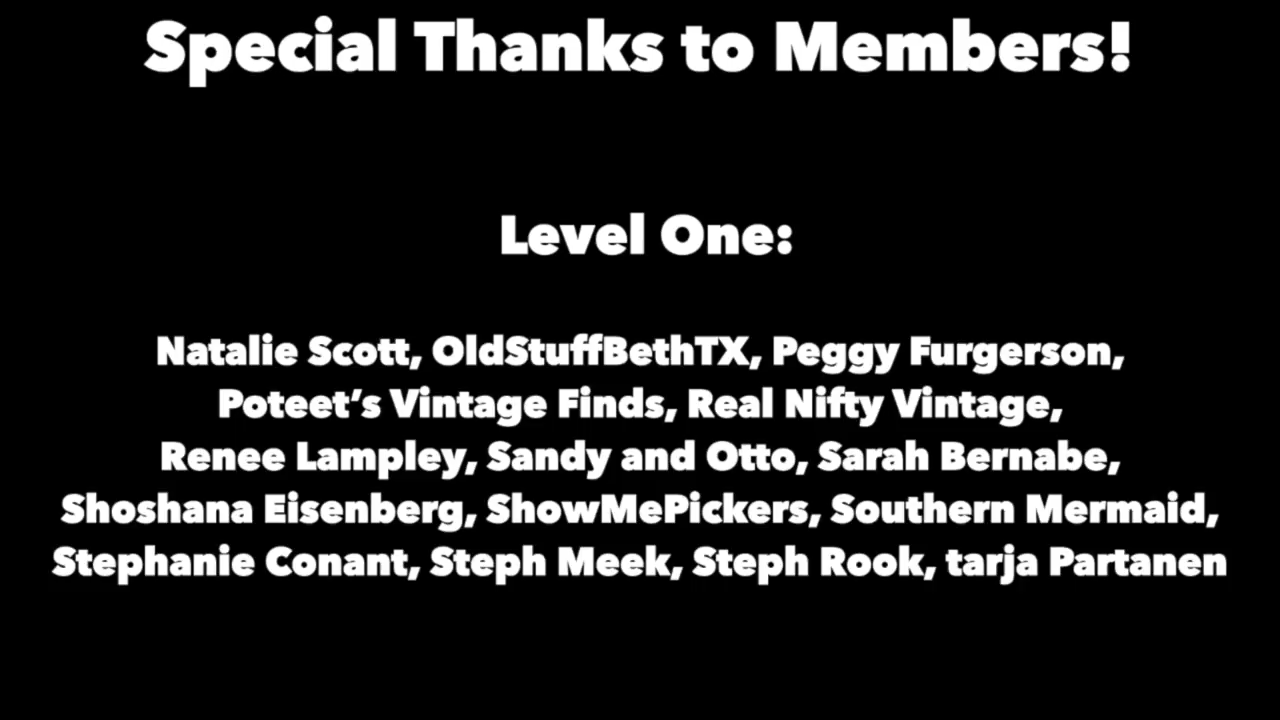 Special Thanks to Members!
Level One:
Natalie Scott, OldStuffBethTX, Peggy Furgerson,
Poteet’s Vintage Finds, Real Nifty Vintage,
Renee Lampley, Sandy and Otto, Sarah Bernabe,
Shoshana Eisenberg, ShowMePickers, Southern Mermaid,
Stephanie Conant, Steph Meek, Steph Rook, tarja Partanen